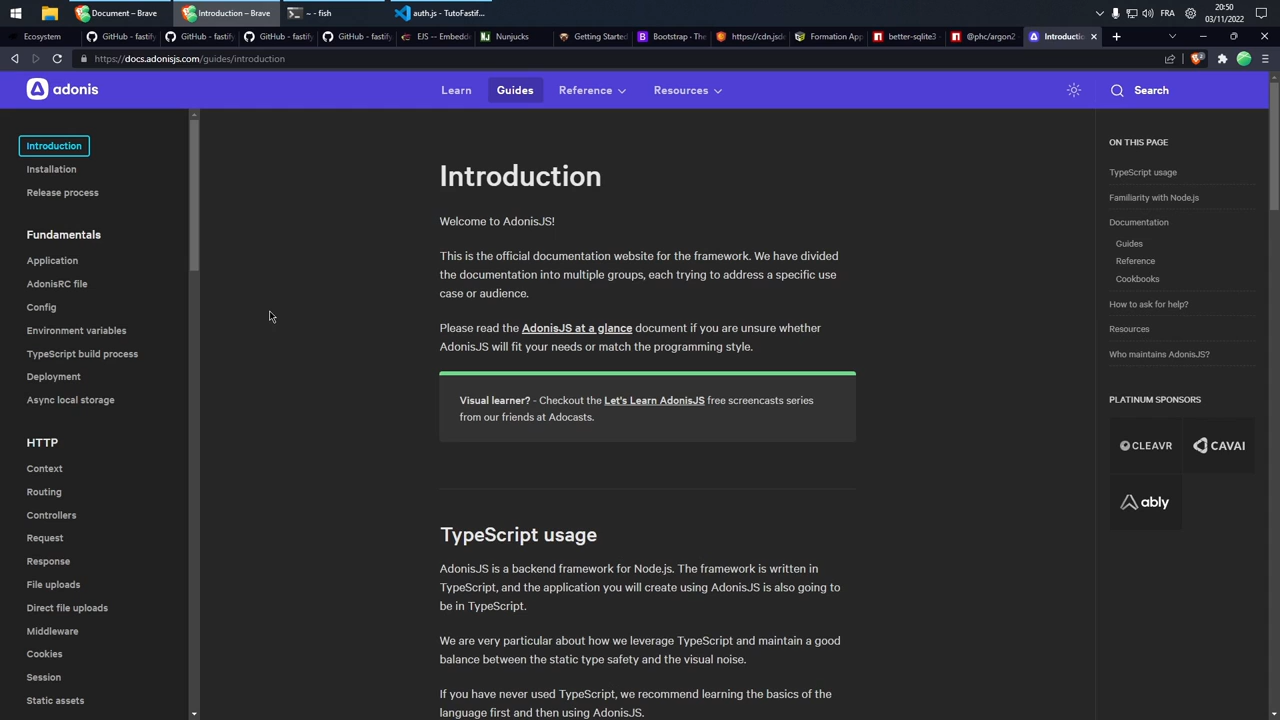 Document – Brave
Introduction – Brave
~ - fish
auth.js - TutoFastif...
FRA
20:50
03/11/2022
Ecosystem
GitHub - fastify
GitHub - fastify
GitHub - fastif
GitHub - fastify
EJS -- Embedde
Nunjucks
Getting Started
Bootstrap - The
https://cdn.jsde
Formation App
better-sqlite3
@phc/argon2
Introductio
https://docs.adonisjs.com/guides/introduction
adonis
Learn
Guides
Reference
Resources
Search
Introduction
Installation
Release process
Fundamentals
Application
AdonisRC file
Config
Environment variables
TypeScript build process
Deployment
Async local storage
HTTP
Context
Routing
Controllers
Request
Response
File uploads
Direct file uploads
Middleware
Cookies
Session
Static assets
Introduction
Welcome to AdonisJS!
This is the official documentation website for the framework. We have divided
the documentation into multiple groups, each trying to address a specific use
case or audience.
Please read the AdonisJS at a glance document if you are unsure whether
AdonisJS will fit your needs or match the programming style.
Visual learner? - Checkout the Let's Learn AdonisJS free screencasts series
from our friends at Adocasts.
TypeScript usage
AdonisJS is a backend framework for Node.js. The framework is written in
TypeScript, and the application you will create using AdonisJS is also going to
be in TypeScript.
We are very particular about how we leverage TypeScript and maintain a good
balance between the static type safety and the visual noise.
If you have never used TypeScript, we recommend learning the basics of the
language first and then using AdonisJS.
ON THIS PAGE
TypeScript usage
Familiarity with Node.js
Documentation
Guides
Reference
Cookbooks
How to ask for help?
Resources
Who maintains AdonisJS?
PLATINUM SPONSORS
CLEAVR
CAVAI
ably